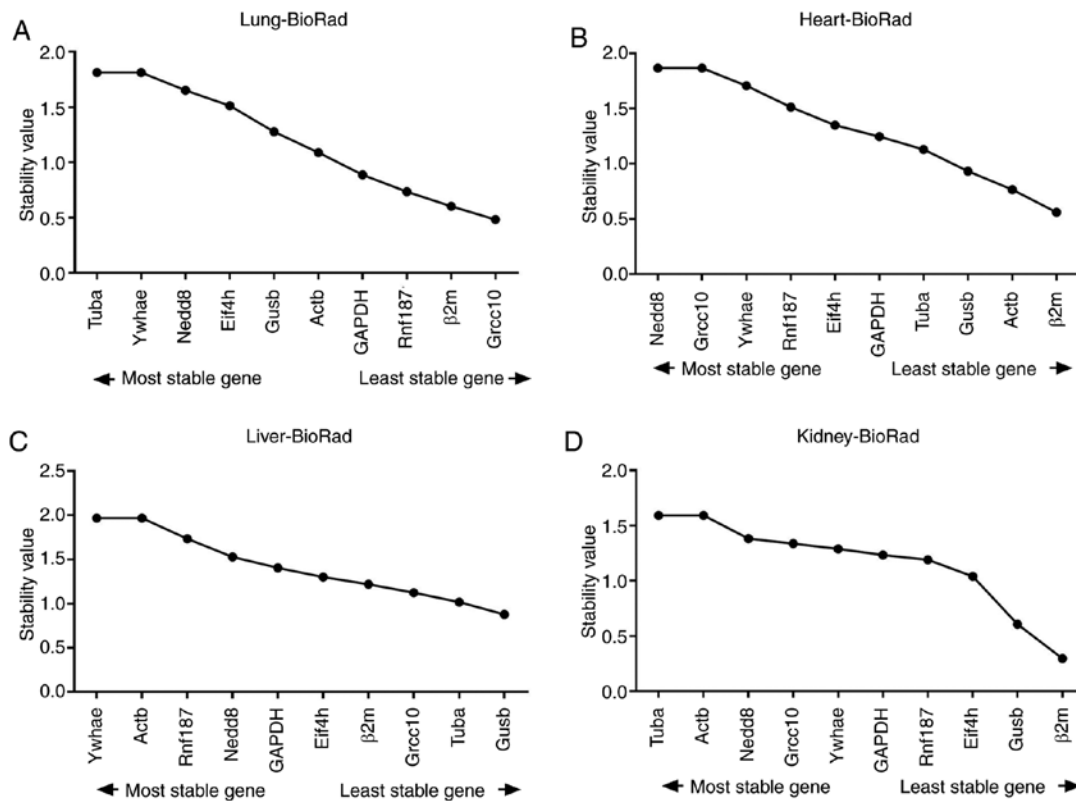 A
Lung-BioRad
Stability value
2.0
1.5
1.0
0.5
0.0
Tuba
Ywhae
Nedd8
Eif4h
Gusb
Actb
GAPDH
Rnf187
β2m
Grcc10
Most stable gene
Least stable gene
B
Heart-BioRad
Stability value
2.0
1.5
1.0
0.5
0.0
Nedd8
Grcc10
Ywhae
Rnf187
Eif4h
GAPDH
Tuba
Gusb
Actb
β2m
Most stable gene
Least stable gene
C
Liver-BioRad
Stability value
2.5
2.0
1.5
1.0
0.5
0.0
Ywhae
Actb
Rnf187
Nedd8
GAPDH
Eif4h
β2m
Grcc10
Tuba
Gusb
Most stable gene
Least stable gene
D
Kidney-BioRad
Stability value
2.0
1.5
1.0
0.5
0.0
Tuba
Actb
Nedd8
Grcc10
Ywhae
GAPDH
Rnf187
Eif4h
Gusb
β2m
Most stable gene
Least stable gene